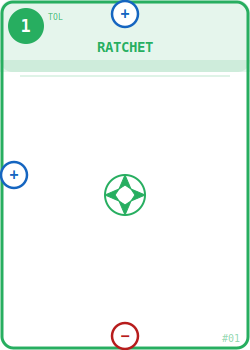 +
1 TOL
RATCHET
+
−
#01